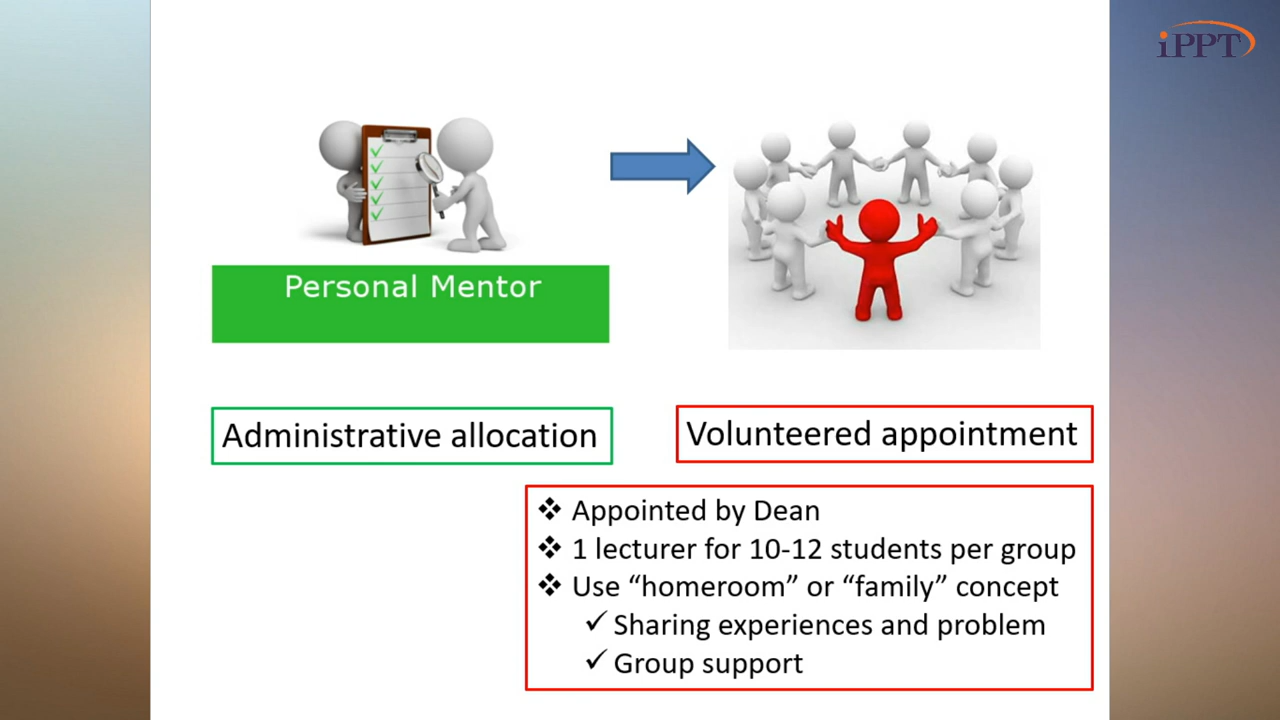 iPPT
Personal Mentor
Administrative allocation
Volunteered appointment
❖ Appointed by Dean
❖ 1 lecturer for 10-12 students per group
❖ Use “homeroom” or “family” concept
✓ Sharing experiences and problem
✓ Group support